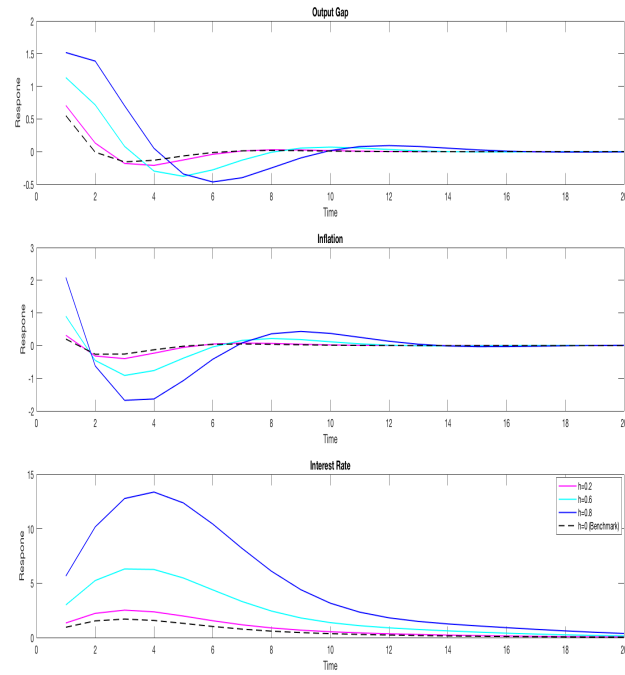 Output Gap
2
1.5
1
0.5
0
-0.5
Respone
0 2 4 6 8 10 12 14 16 18 20
Time
Inflation
3
2
1
0
-1
-2
Respone
0 2 4 6 8 10 12 14 16 18 20
Time
Interest Rate
15
10
5
0
Respone
h=0.2
h=0.6
h=0.8
h=0 (Benchmark)
0 2 4 6 8 10 12 14 16 18 20
Time